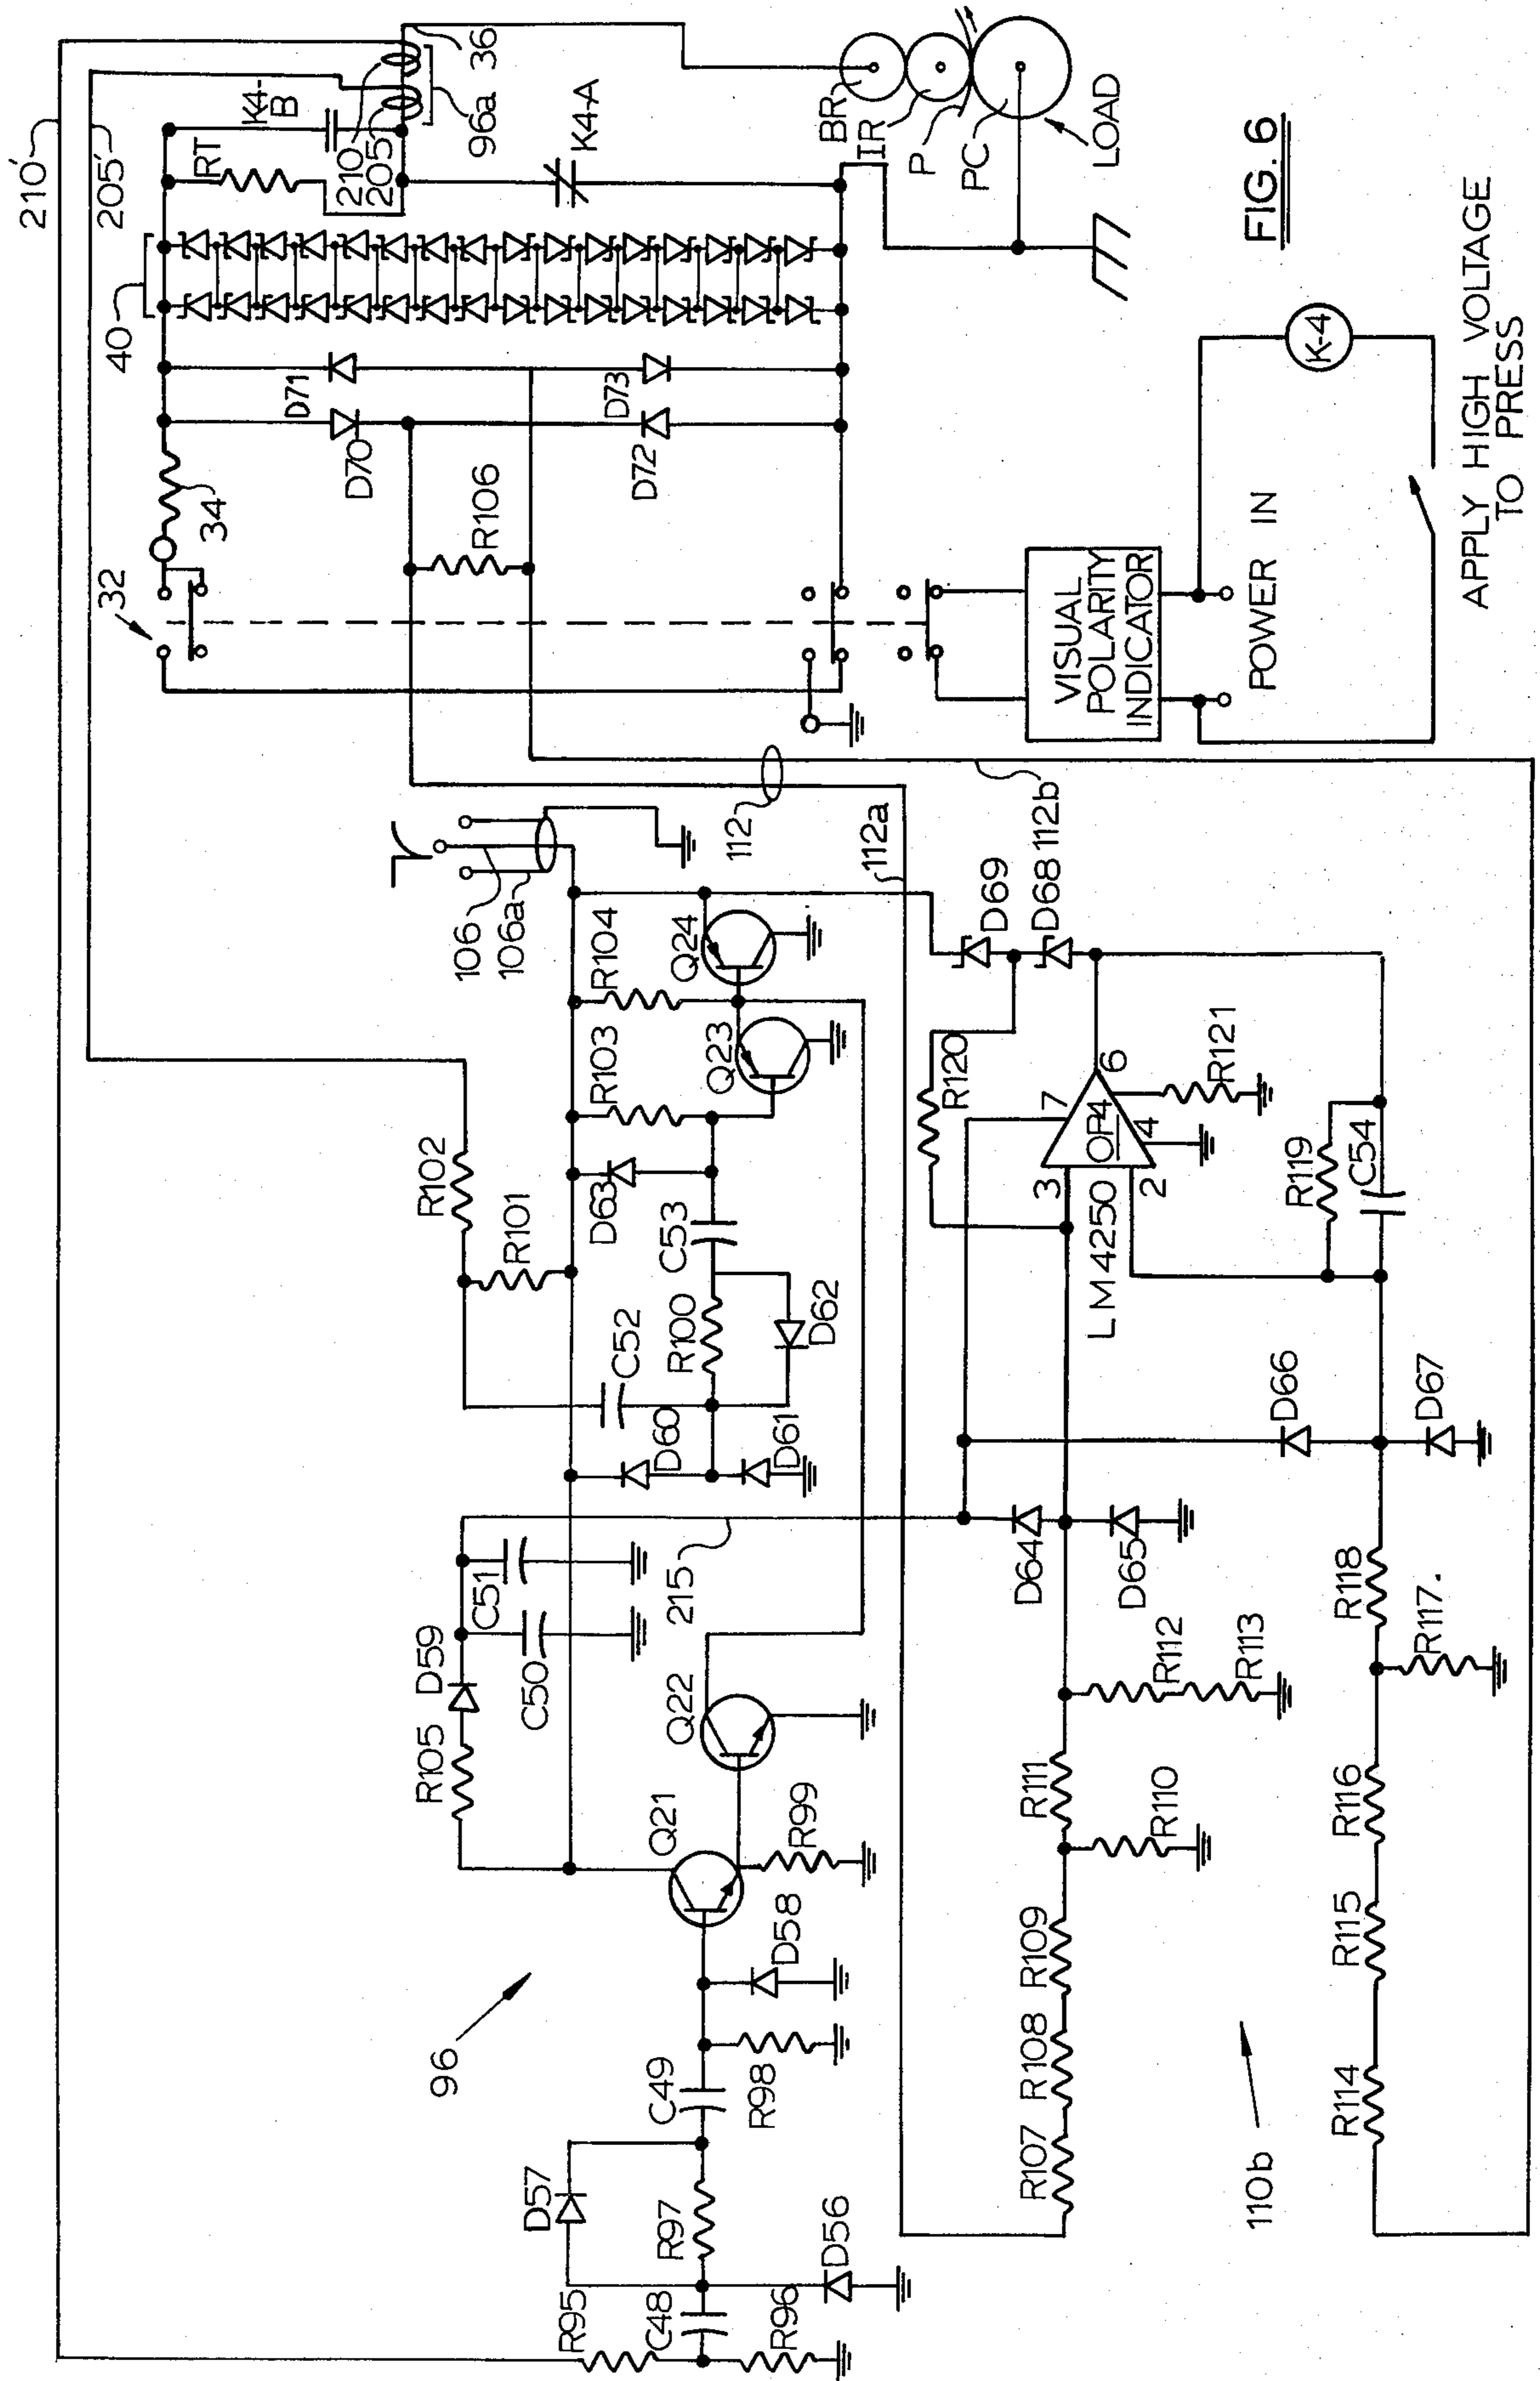 210'
205'
40
RT
K4-B
210
205
96a
36
K4-A
BR
IR
P
PC
LOAD
FIG. 6
32
34
D71
D70
D73
D72
R106
VISUAL POLARITY INDICATOR
POWER IN
K-4
APPLY HIGH VOLTAGE
TO PRESS
112
112a
112b
106
106a
R102
R101
R103
R104
Q24
Q23
D63
C53
R100
D62
C52
D60
D61
D69
D68
R120
7
3
OP4
6
4
2
LM4250
R121
R119
C54
D66
D67
D64
D65
215
C51
C50
D59
R105
Q22
Q21
R99
D58
96
C49
R98
D57
R97
D56
R95
C48
R96
R107
R108
R109
R110
R111
R112
R113
R114
R115
R116
R117.
R118
110b